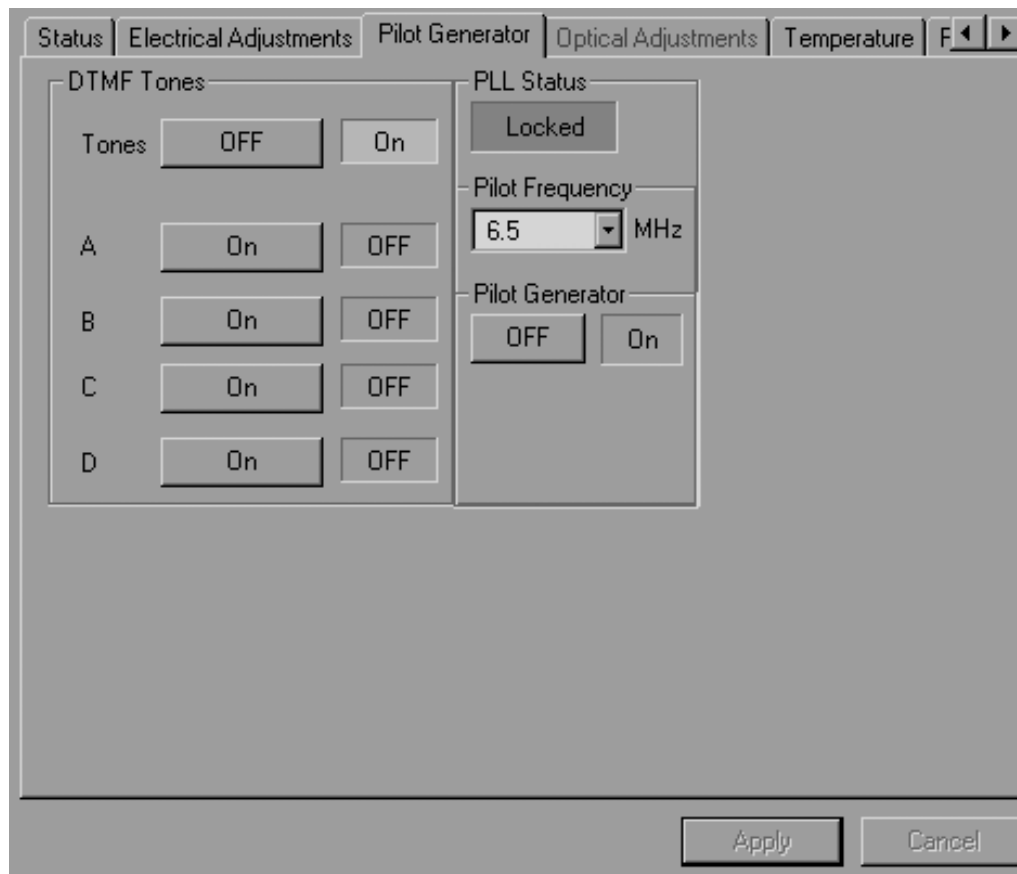 Status Electrical Adjustments Pilot Generator Optical Adjustments Temperature
DTMF Tones
Tones OFF On
A On OFF
B On OFF
C On OFF
D On OFF
PLL Status
Locked
Pilot Frequency
6.5 MHz
Pilot Generator
OFF On
Apply Cancel